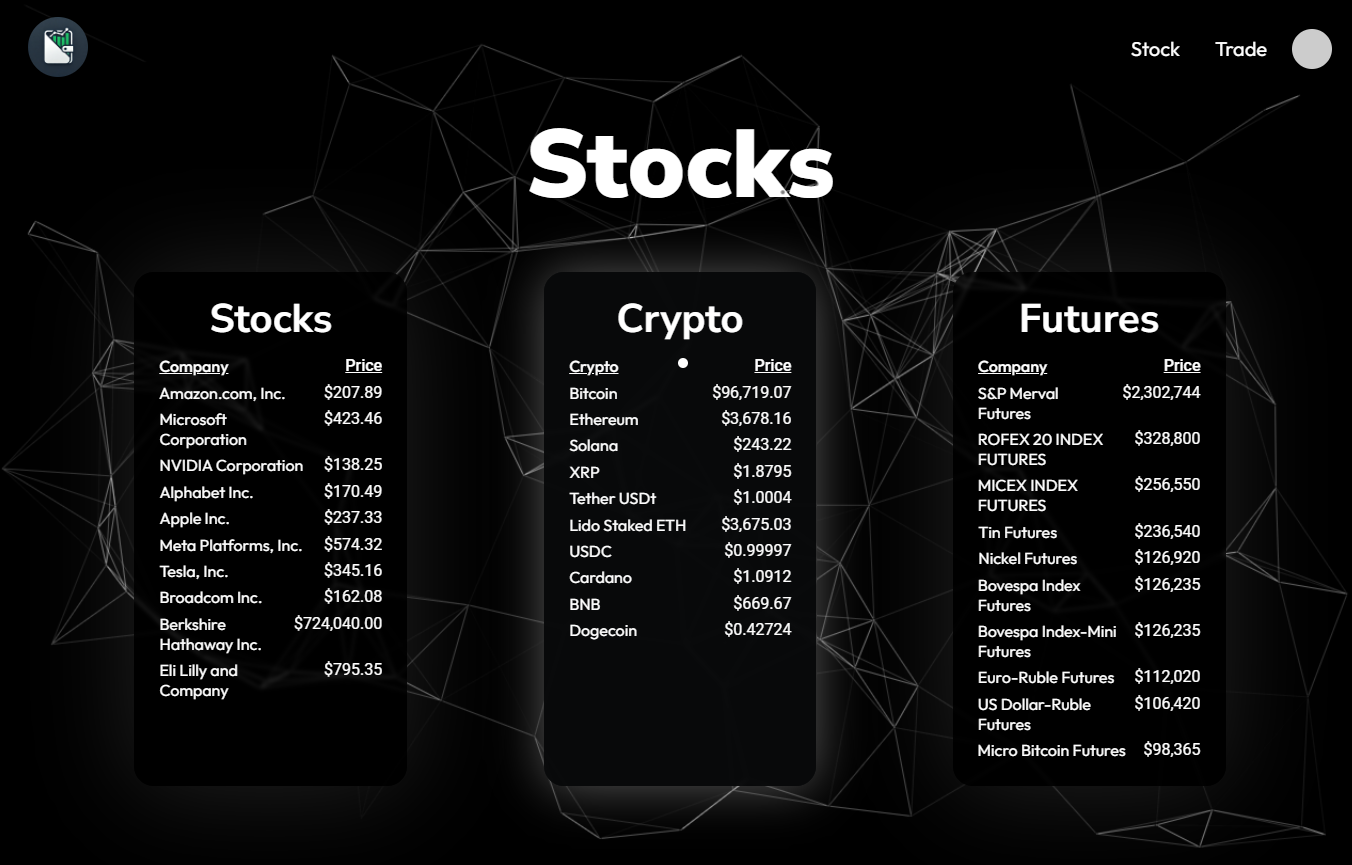 Stock Trade
Stocks
Stocks
Company Price
Amazon.com, Inc. $207.89
Microsoft $423.46
Corporation
NVIDIA Corporation $138.25
Alphabet Inc. $170.49
Apple Inc. $237.33
Meta Platforms, Inc. $574.32
Tesla, Inc. $345.16
Broadcom Inc. $162.08
Berkshire $724,040.00
Hathaway Inc.
Eli Lilly and $795.35
Company
Crypto
Crypto Price
Bitcoin $96,719.07
Ethereum $3,678.16
Solana $243.22
XRP $1.8795
Tether USDt $1.0004
Lido Staked ETH $3,675.03
USDC $0.99997
Cardano $1.0912
BNB $669.67
Dogecoin $0.42724
Futures
Company Price
S&P Merval $2,302,744
Futures
ROFEX 20 INDEX $328,800
FUTURES
MICEX INDEX $256,550
FUTURES
Tin Futures $236,540
Nickel Futures $126,920
Bovespa Index $126,235
Futures
Bovespa Index-Mini $126,235
Futures
Euro-Ruble Futures $112,020
US Dollar-Ruble $106,420
Futures
Micro Bitcoin Futures $98,365